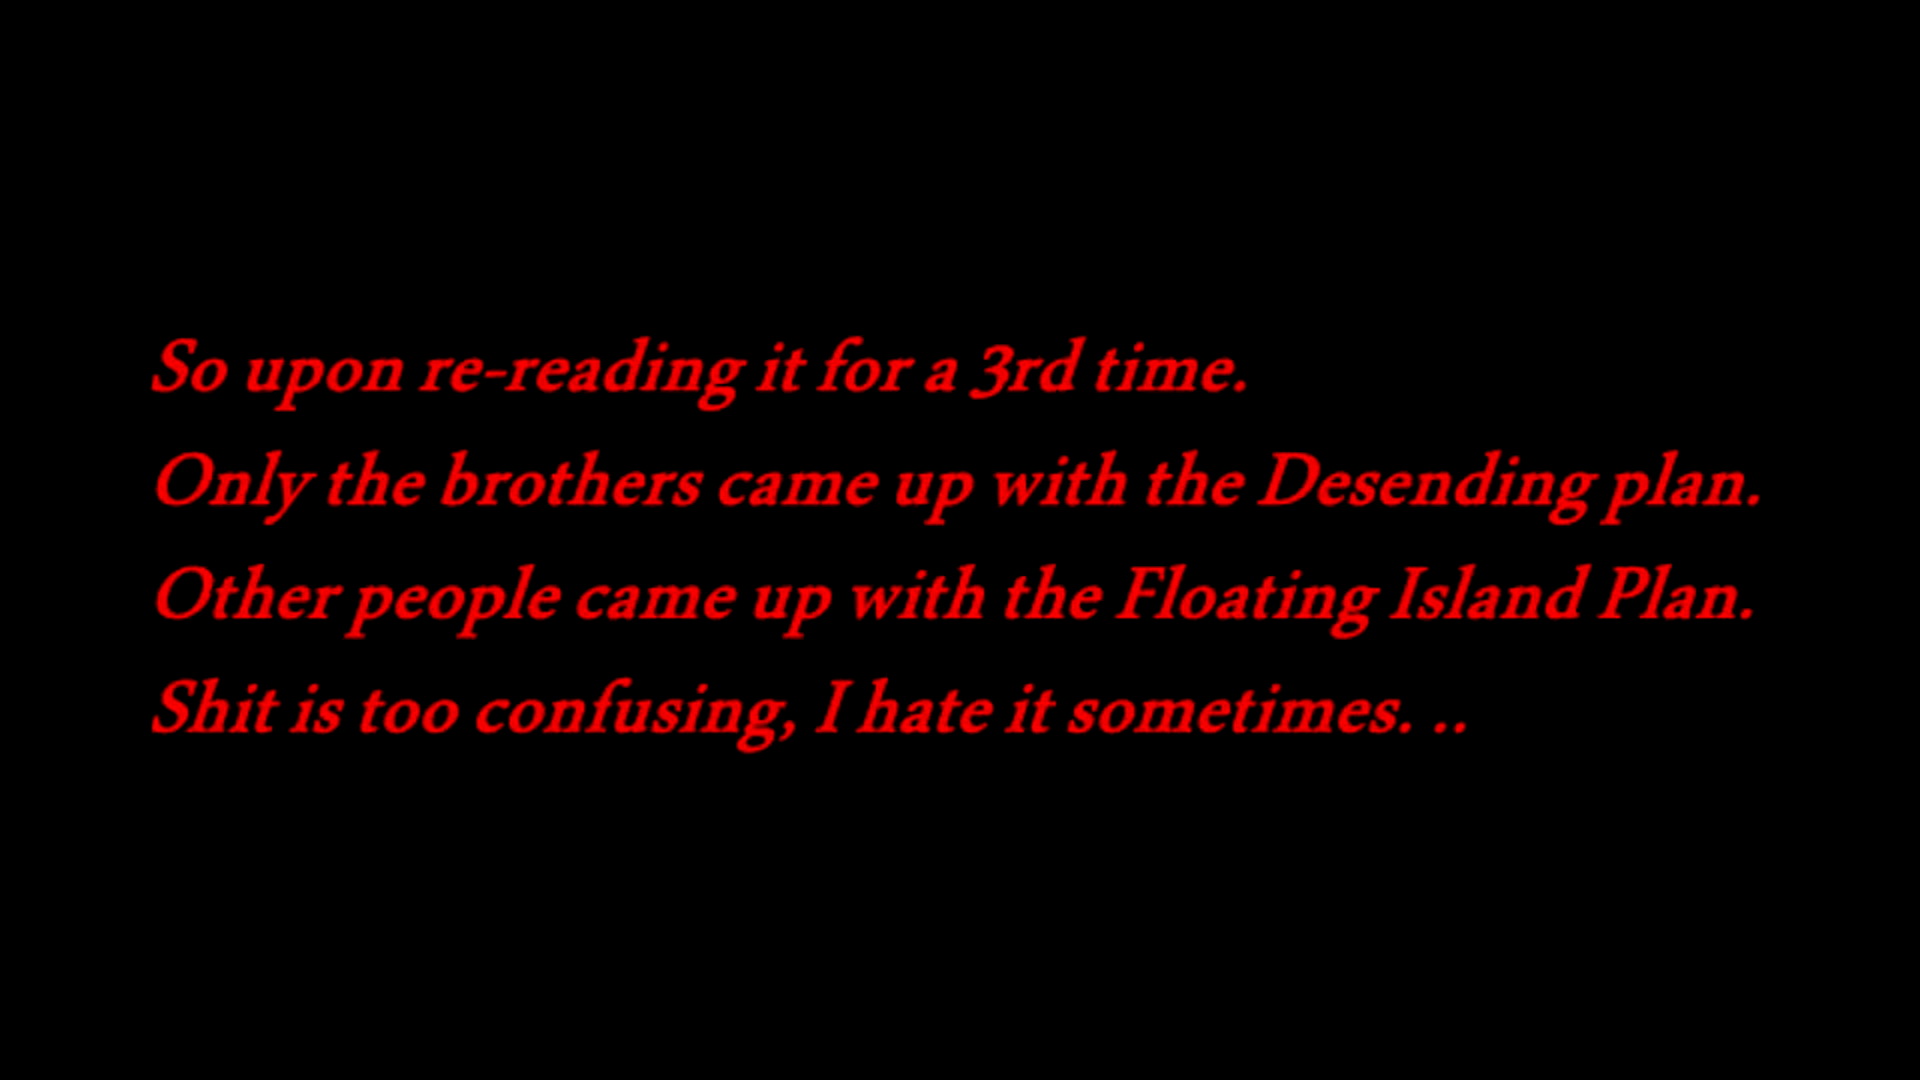 So upon re-reading it for a 3rd time.
Only the brothers came up with the Desending plan.
Other people came up with the Floating Island Plan.
Shit is too confusing, I hate it sometimes. ..